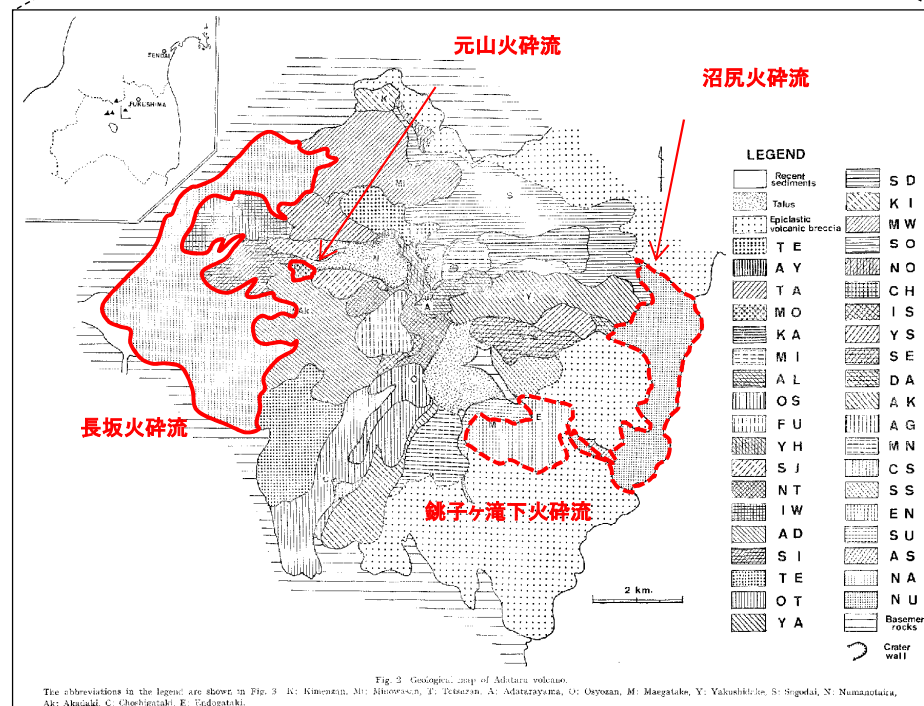 元山火砕流
沼尻火砕流
SENDAI
FUKUSHIMA
K
MI
S
Y
A
O
M
E
長坂火砕流
銚子ヶ滝下火砕流
2 km.
LEGEND
Recent sediments
Talus
Epiclastic volcanic breccia
TE
AY
TA
MO
KA
MI
AL
OS
FU
YH
SJ
NT
IW
AD
SI
TE
OT
YA
SD
KI
MW
SO
NO
CH
IS
YS
SE
DA
AK
AG
MN
CS
SS
EN
SU
AS
NA
NU
Basement rocks
Crater wall
Fig. 2 Geological map of Adatara volcano.
The abbreviations in the legend are shown in Fig. 3 K: Kimenzan, Mi: Minowasan, T: Tetsuzan, A: Adatarayama, O: Osyozan, M: Maegatake, Y: Yakushidake, S: Sogodai, N: Numanotaira,
Ak: Akadaki, C: Choshigataki, E: Endogataki.